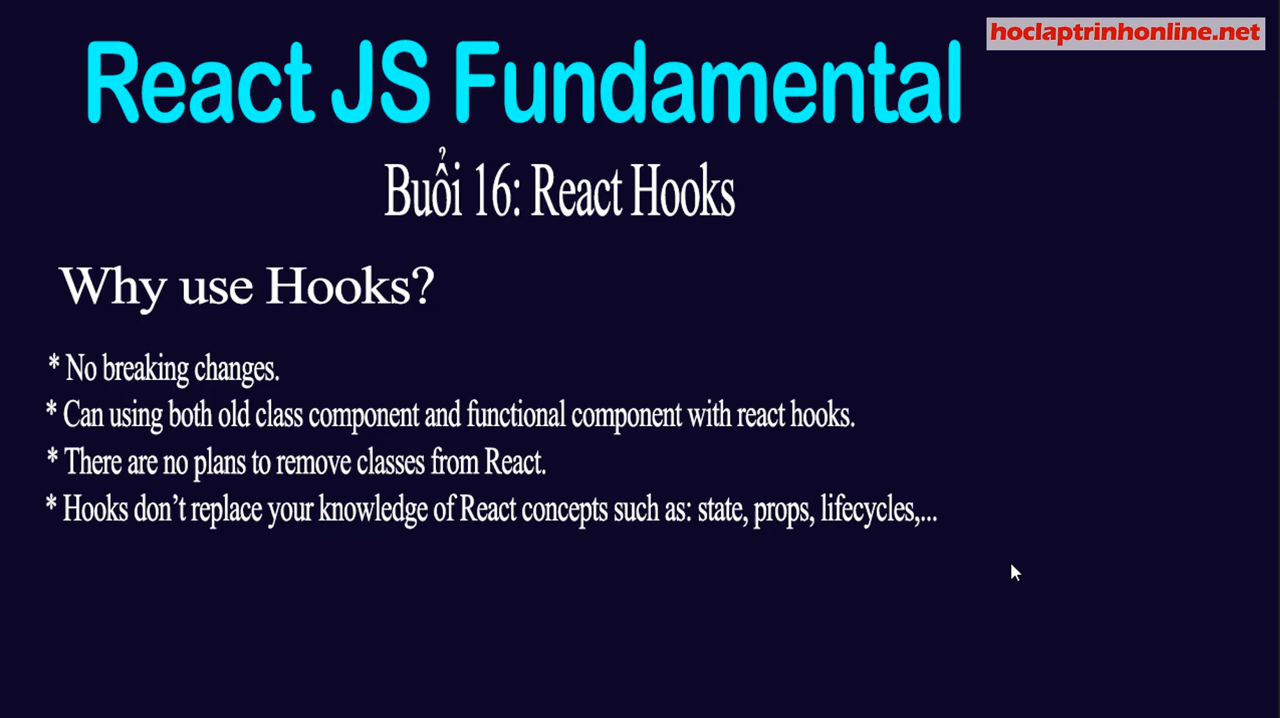 hoclaptrinhonline.net
React JS Fundamental
Buổi 16: React Hooks
Why use Hooks?
* No breaking changes.
* Can using both old class component and functional component with react hooks.
* There are no plans to remove classes from React.
* Hooks don’t replace your knowledge of React concepts such as: state, props, lifecycles,...